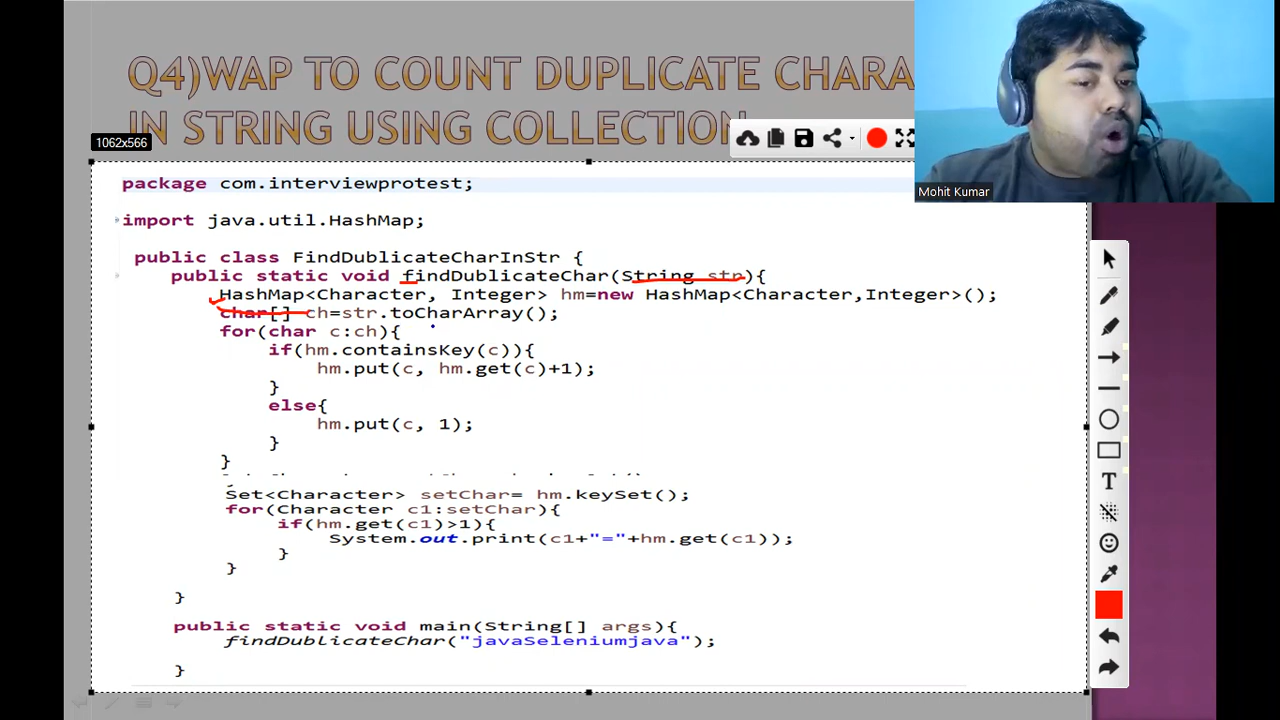 Q4)WAP TO COUNT DUPLICATE CHARA
IN STRING USING COLLECTION
1062x566
Mohit Kumar
package com.interviewprotest;
import java.util.HashMap;
public class FindDublicateCharInStr {
public static void findDublicateChar(String str){
HashMap<Character, Integer> hm=new HashMap<Character,Integer>();
char[] ch=str.toCharArray();
for(char c:ch){
if(hm.containsKey(c)){
hm.put(c, hm.get(c)+1);
}
else{
hm.put(c, 1);
}
}
Set<Character> setChar= hm.keySet();
for(Character c1:setChar){
if(hm.get(c1)>1){
System.out.print(c1+"="+hm.get(c1));
}
}
}
public static void main(String[] args){
findDublicateChar("javaSeleniumjava");
}
T